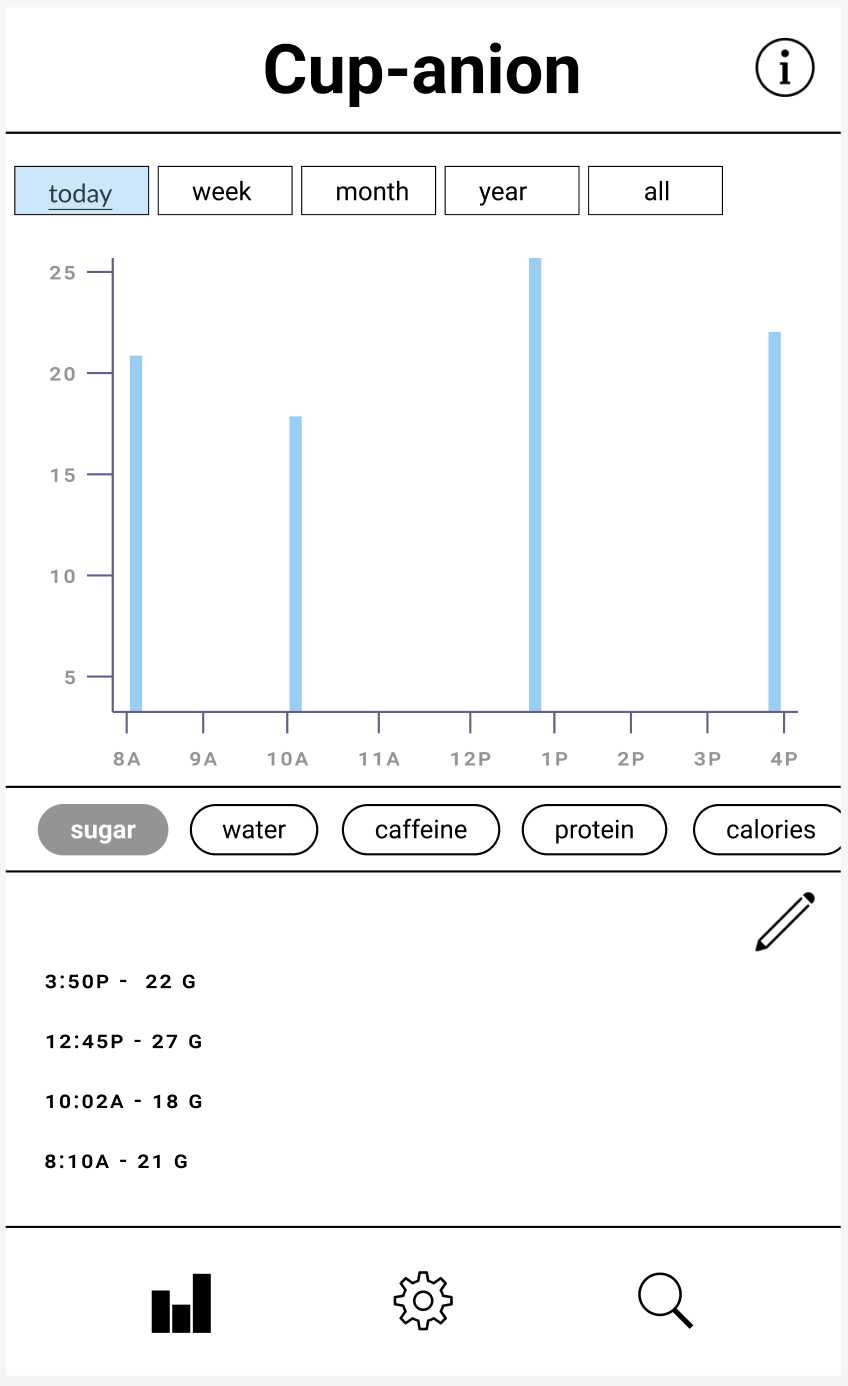 Cup-anion
i
today week month year all
25
20
15
10
5
8A 9A 10A 11A 12P 1P 2P 3P 4P
sugar water caffeine protein calories
3:50P - 22 G
12:45P - 27 G
10:02A - 18 G
8:10A - 21 G